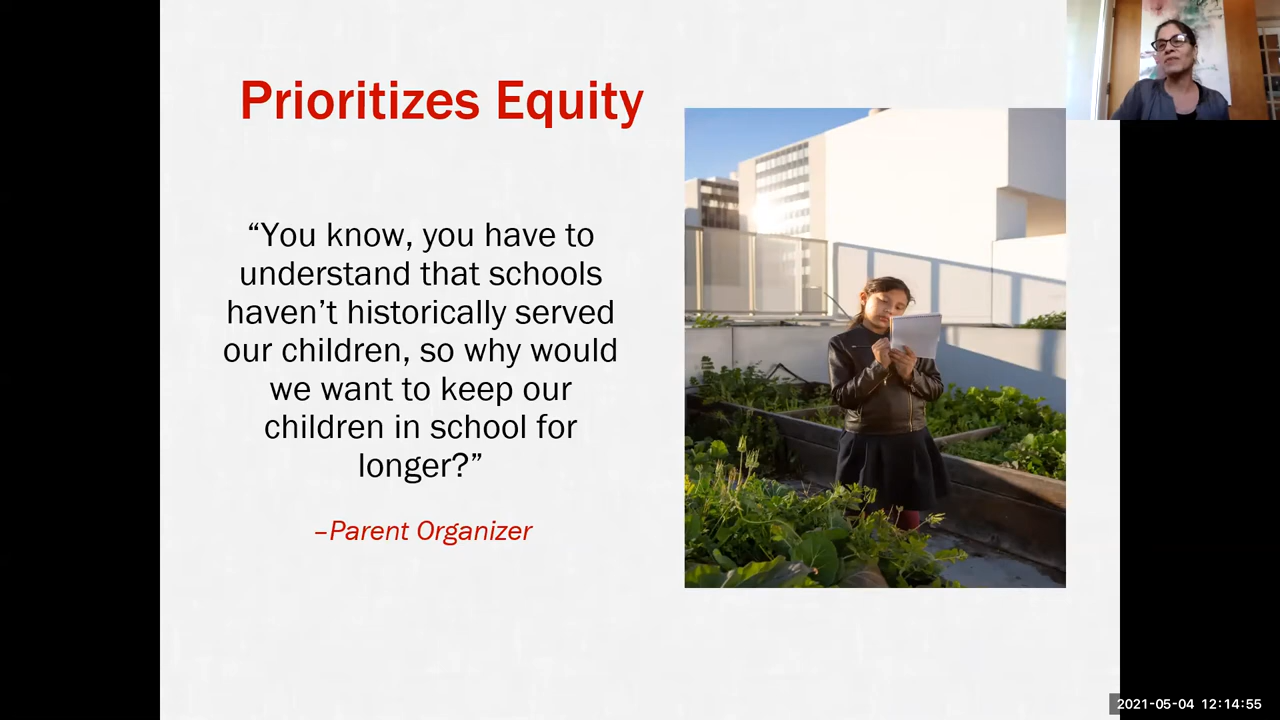 Prioritizes Equity
“You know, you have to
understand that schools
haven’t historically served
our children, so why would
we want to keep our
children in school for
longer?”
–Parent Organizer
2021-05-04 12:14:55